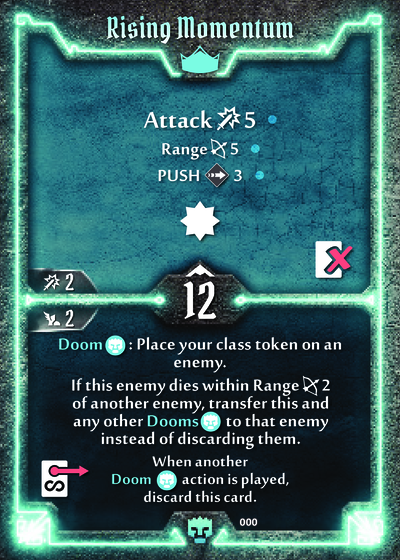 Rising Momentum
Attack 5
Range 5
PUSH 3
2
12
2
Doom : Place your class token on an
enemy.
If this enemy dies within Range 2
of another enemy, transfer this and
any other Dooms to that enemy
instead of discarding them.
When another
Doom action is played,
discard this card.
000